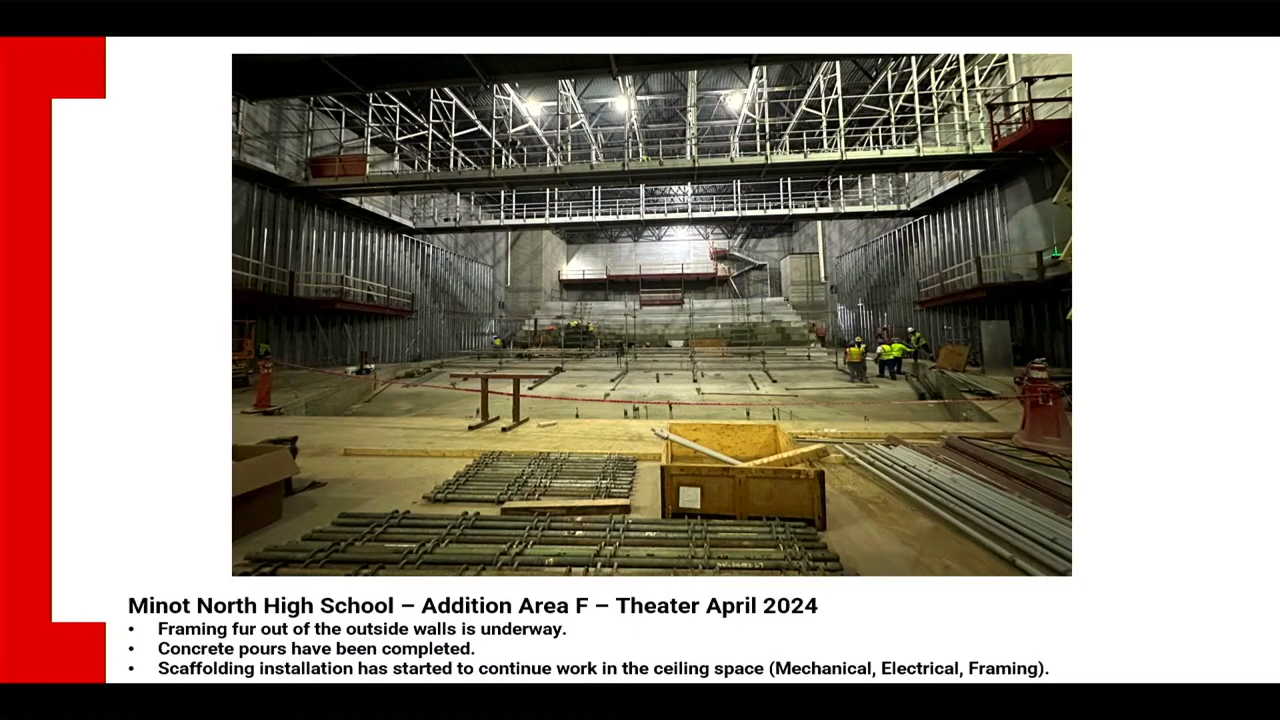 Minot North High School – Addition Area F – Theater April 2024
• Framing fur out of the outside walls is underway.
• Concrete pours have been completed.
• Scaffolding installation has started to continue work in the ceiling space (Mechanical, Electrical, Framing).